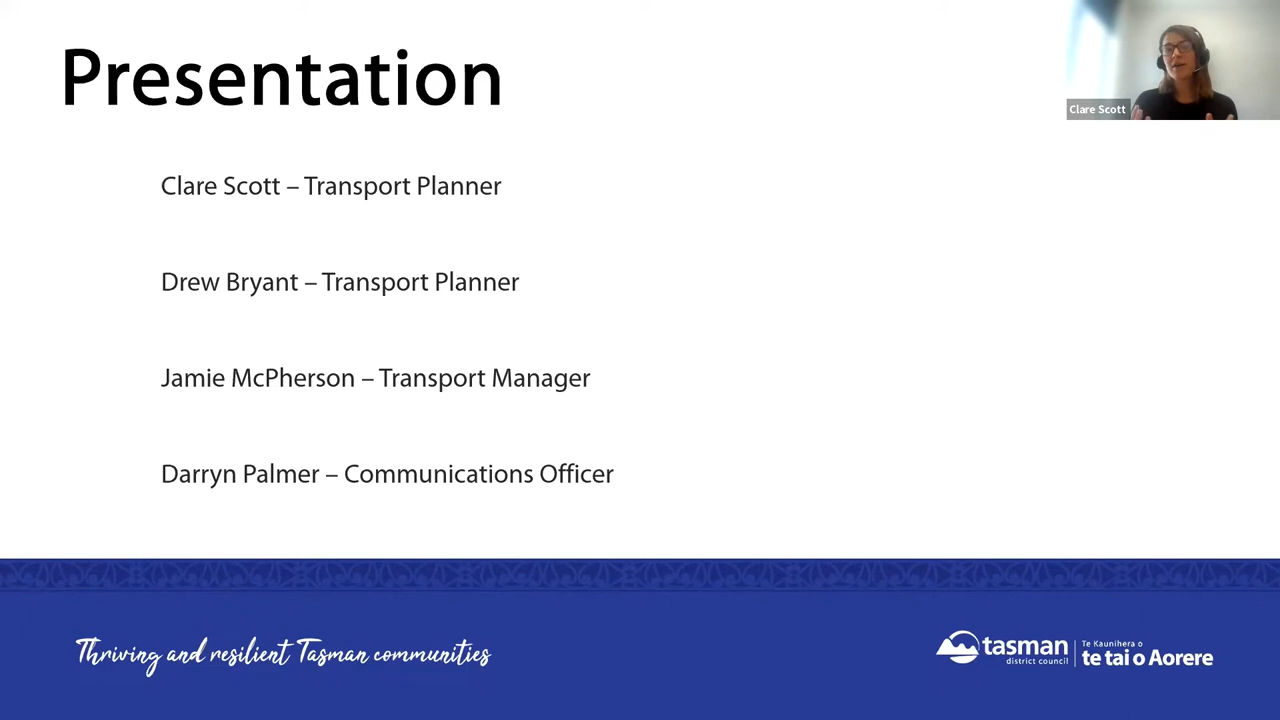 Presentation
Clare Scott
Clare Scott – Transport Planner
Drew Bryant – Transport Planner
Jamie McPherson – Transport Manager
Darryn Palmer – Communications Officer
Thriving and resilient Tasman communities
tasman
district council
Te Kaunihera o
te tai o Aorere